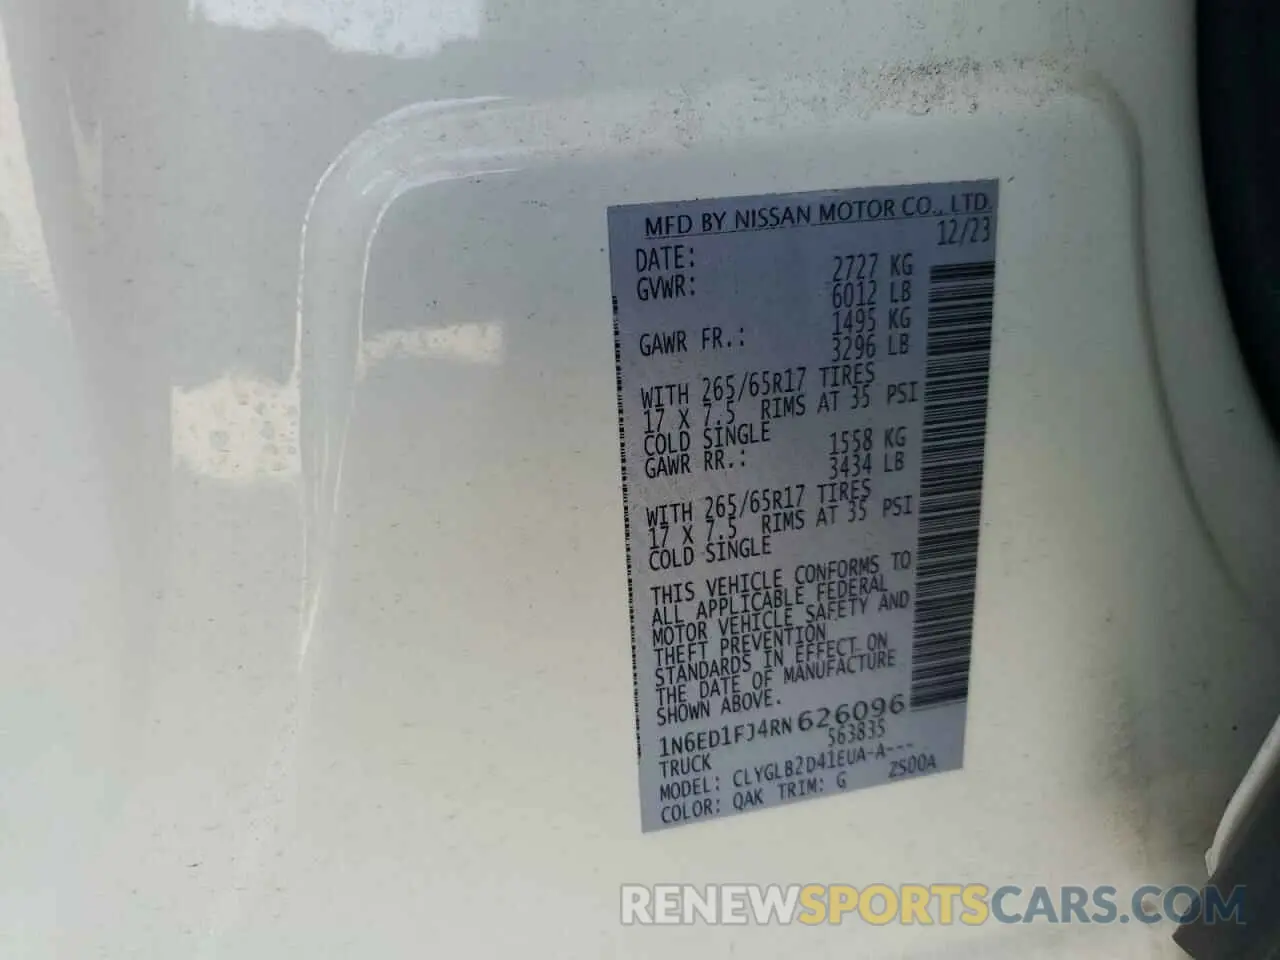 MFD BY NISSAN MOTOR CO., LTD.
DATE: 12/23
GVWR: 2727 KG
6012 LB
GAWR FR.: 1495 KG
3296 LB
WITH 265/65R17 TIRES
17 X 7.5 RIMS AT 35 PSI
COLD SINGLE
GAWR RR.: 1558 KG
3434 LB
WITH 265/65R17 TIRES
17 X 7.5 RIMS AT 35 PSI
COLD SINGLE
THIS VEHICLE CONFORMS TO
ALL APPLICABLE FEDERAL
MOTOR VEHICLE SAFETY AND
THEFT PREVENTION
STANDARDS IN EFFECT ON
THE DATE OF MANUFACTURE
SHOWN ABOVE.
1N6ED1FJ4RN626096
TRUCK 563835
MODEL: CLYGLB2D41EUA-A---
COLOR: QAK TRIM: G ZS00A
RENEWSPORTSCARS.COM